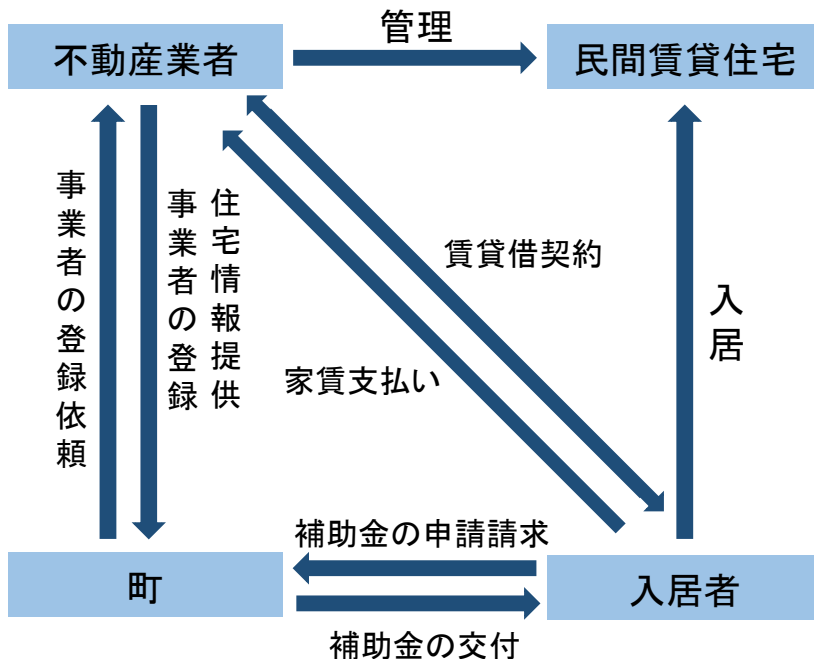 管理
不動産業者
民間賃貸住宅
事業者の登録依頼
住宅情報提供
事業者の登録
賃貸借契約
入居
家賃支払い
補助金の申請請求
町
入居者
補助金の交付